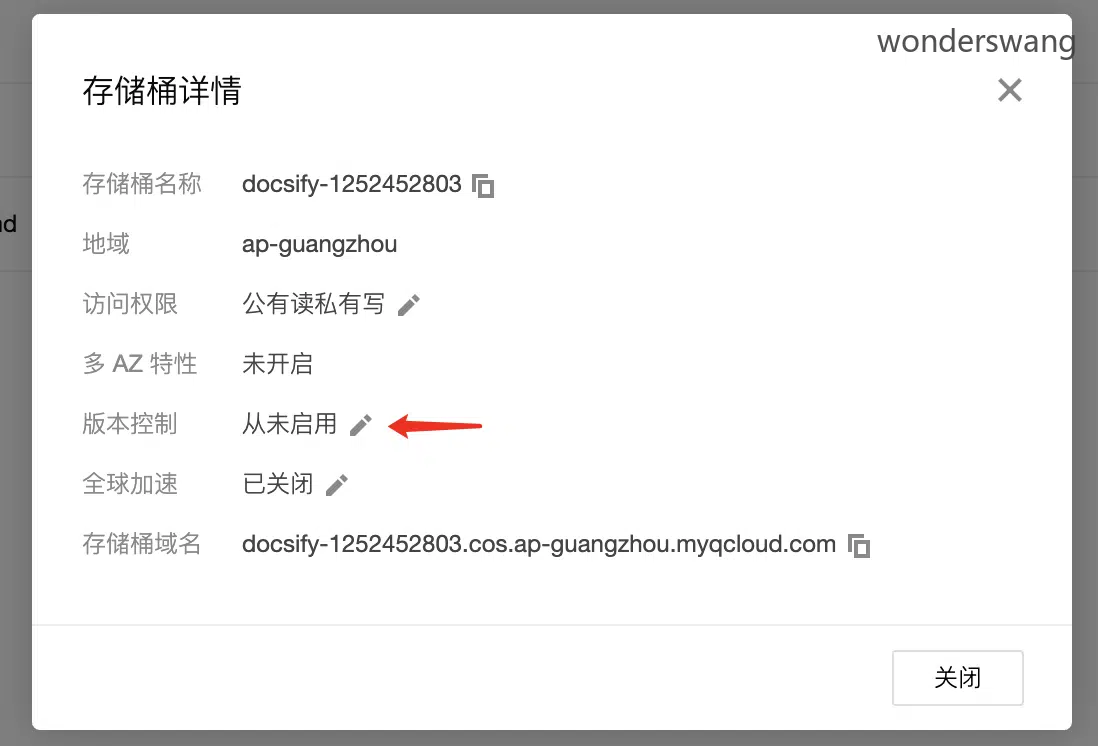 wonderswang
存储桶详情
存储桶名称 docsify-1252452803
地域 ap-guangzhou
访问权限 公有读私有写
多 AZ 特性 未开启
版本控制 从未启用
全球加速 已关闭
存储桶域名 docsify-1252452803.cos.ap-guangzhou.myqcloud.com
关闭